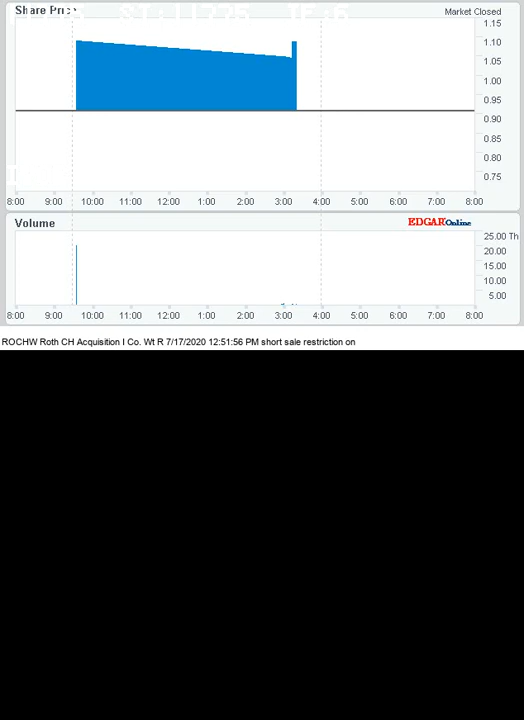 Share Price
Market Closed
1.15
1.10
1.05
1.00
0.95
0.90
0.85
0.80
0.75
8:00 9:00 10:00 11:00 12:00 1:00 2:00 3:00 4:00 5:00 6:00 7:00 8:00
Volume
EDGAR Online
25.00 Th
20.00
15.00
10.00
5.00
8:00 9:00 10:00 11:00 12:00 1:00 2:00 3:00 4:00 5:00 6:00 7:00 8:00
ROCHW Roth CH Acquisition I Co. Wt R 7/17/2020 12:51:56 PM short sale restriction on